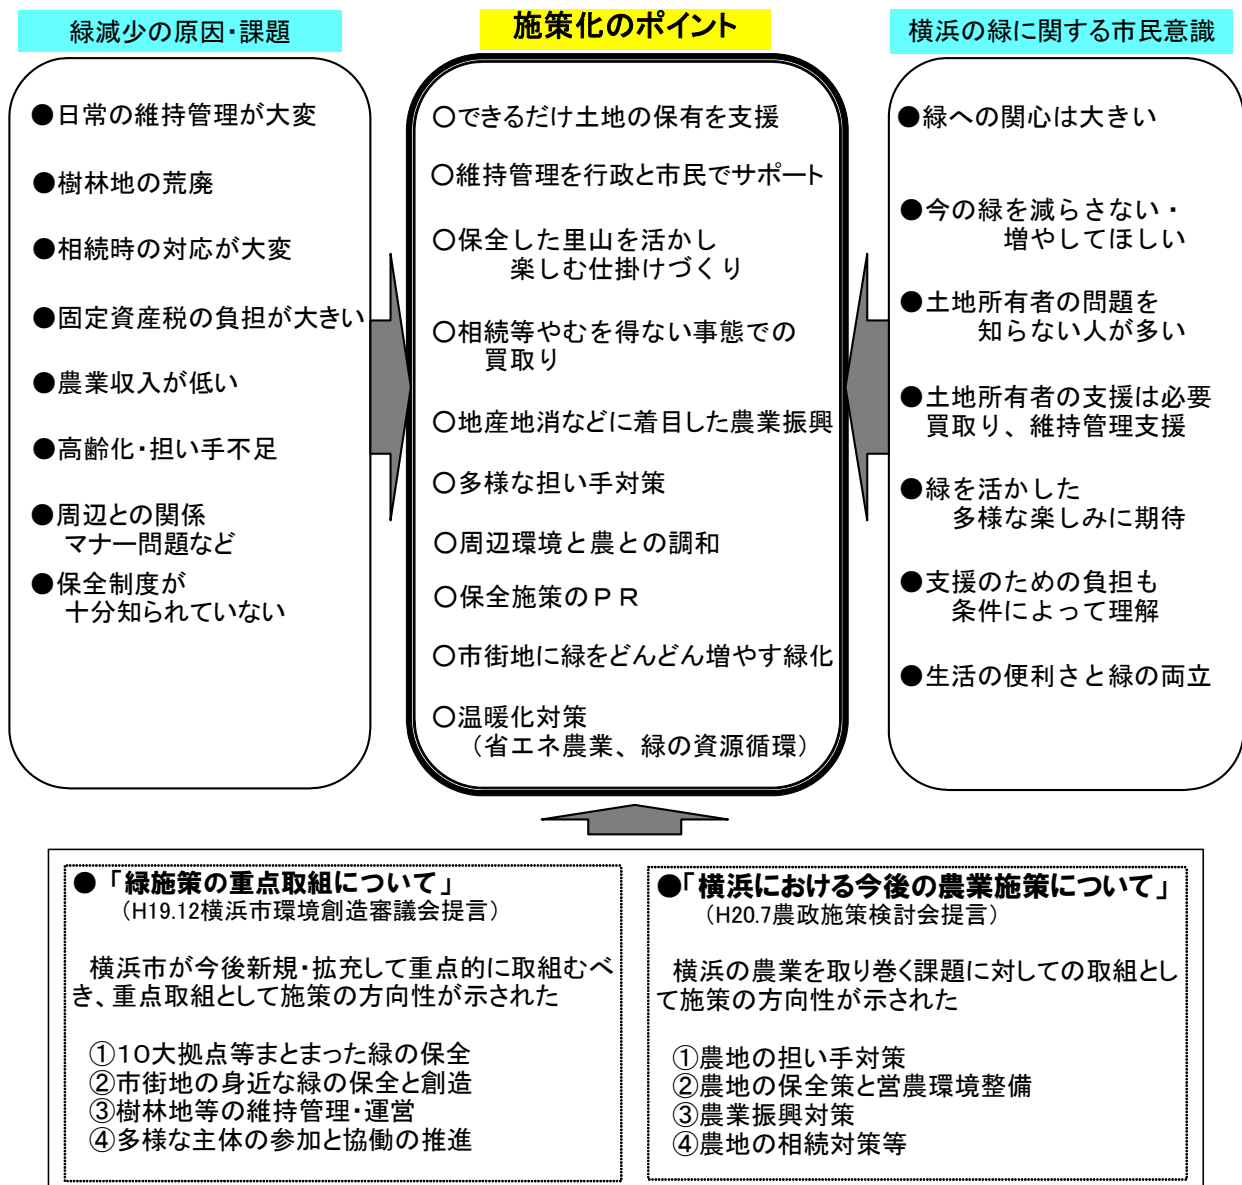 緑減少の原因・課題
●日常の維持管理が大変
●樹林地の荒廃
●相続時の対応が大変
●固定資産税の負担が大きい
●農業収入が低い
●高齢化・担い手不足
●周辺との関係
マナー問題など
●保全制度が
十分知られていない
施策化のポイント
○できるだけ土地の保有を支援
○維持管理を行政と市民でサポート
○保全した里山を活かし
楽しむ仕掛けづくり
○相続等やむを得ない事態での
買取り
○地産地消などに着目した農業振興
○多様な担い手対策
○周辺環境と農との調和
○保全施策のＰＲ
○市街地に緑をどんどん増やす緑化
○温暖化対策
（省エネ農業、緑の資源循環）
横浜の緑に関する市民意識
●緑への関心は大きい
●今の緑を減らさない・
増やしてほしい
●土地所有者の問題を
知らない人が多い
●土地所有者の支援は必要
買取り、維持管理支援
●緑を活かした
多様な楽しみに期待
●支援のための負担も
条件によって理解
●生活の便利さと緑の両立
●「緑施策の重点取組について」
（H19.12横浜市環境創造審議会提言）
横浜市が今後新規・拡充して重点的に取組むべ
き、重点取組として施策の方向性が示された
①１０大拠点等まとまった緑の保全
②市街地の身近な緑の保全と創造
③樹林地等の維持管理・運営
④多様な主体の参加と協働の推進
●「横浜における今後の農業施策について」
（H20.7農政施策検討会提言）
横浜の農業を取り巻く課題に対しての取組とし
て施策の方向性が示された
①農地の担い手対策
②農地の保全策と営農環境整備
③農業振興対策
④農地の相続対策等